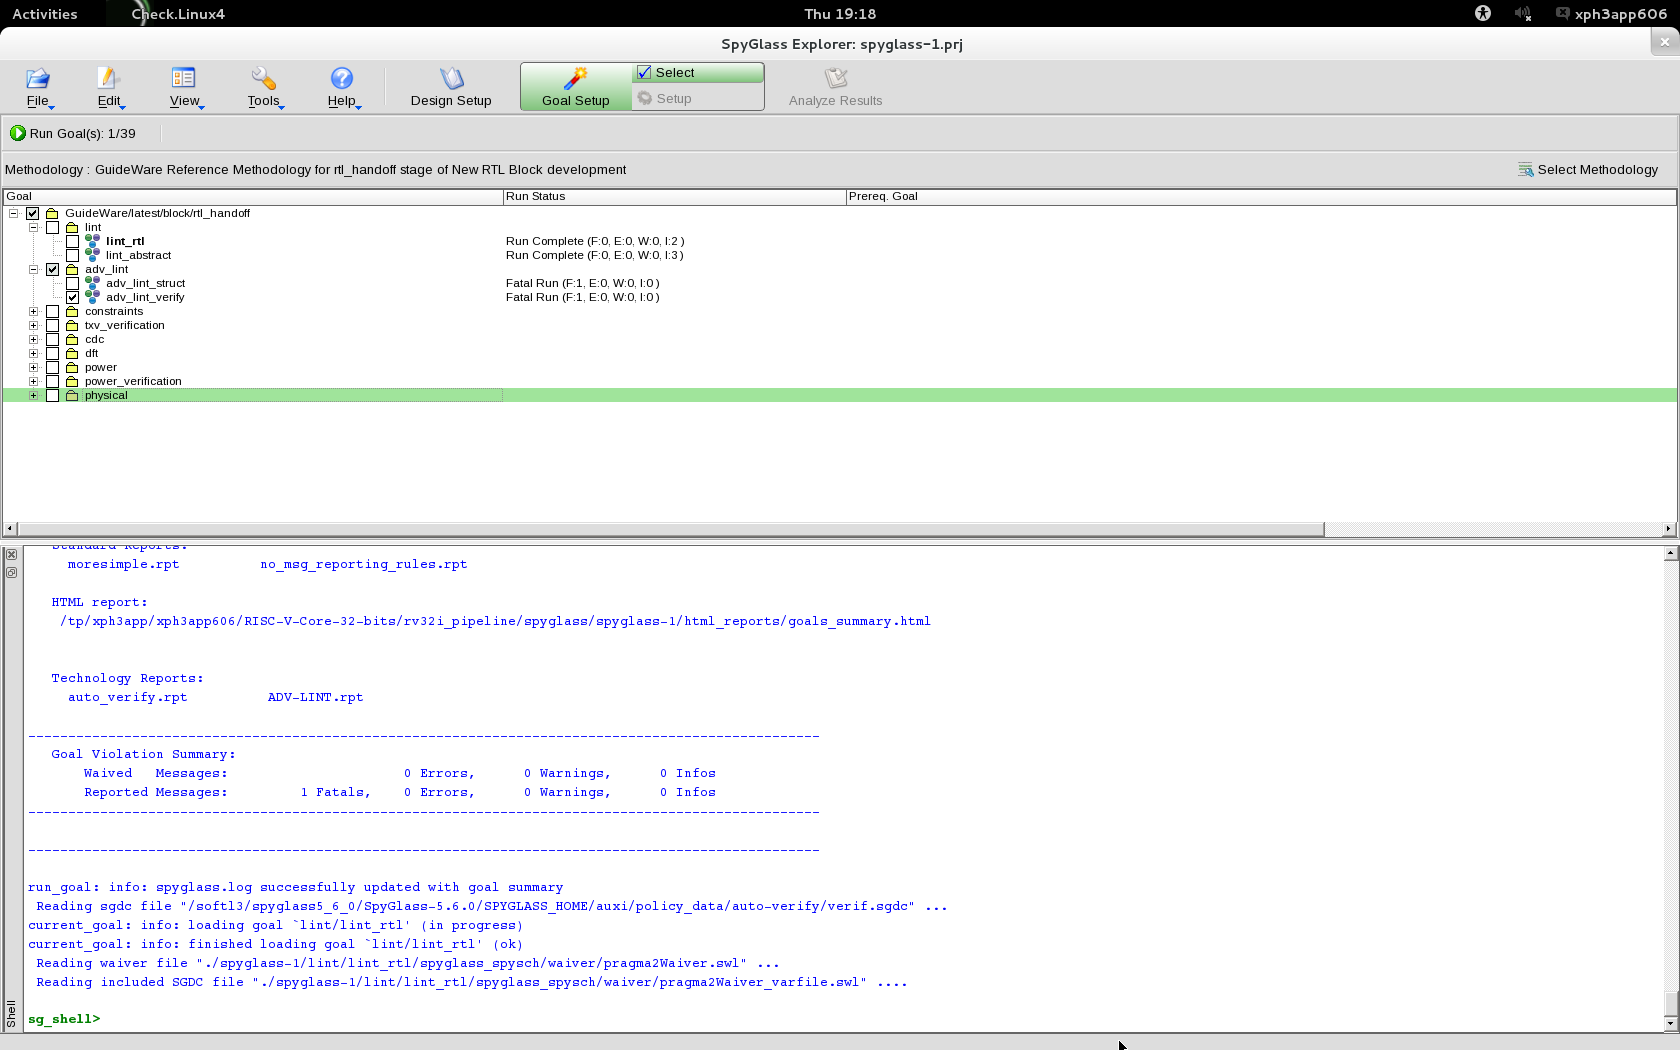 Activities Check.Linux4 Thu 19:18 xph3app606
SpyGlass Explorer: spyglass-1.prj
File Edit View Tools Help Design Setup Goal Setup Select Setup Analyze Results
Run Goal(s): 1/39
Methodology : GuideWare Reference Methodology for rtl_handoff stage of New RTL Block development Select Methodology
Goal Run Status Prereq. Goal
GuideWare/latest/block/rtl_handoff
lint
lint_rtl Run Complete (F:0, E:0, W:0, I:2 )
lint_abstract Run Complete (F:0, E:0, W:0, I:3 )
adv_lint
adv_lint_struct Fatal Run (F:1, E:0, W:0, I:0 )
adv_lint_verify Fatal Run (F:1, E:0, W:0, I:0 )
constraints
txv_verification
cdc
dft
power
power_verification
physical
Standard Reports:
moresimple.rpt no_msg_reporting_rules.rpt
HTML report:
/tp/xph3app/xph3app606/RISC-V-Core-32-bits/rv32i_pipeline/spyglass/spyglass-1/html_reports/goals_summary.html
Technology Reports:
auto_verify.rpt ADV-LINT.rpt
---------------------------------------------------------------------------------------------------
Goal Violation Summary:
Waived Messages: 0 Errors, 0 Warnings, 0 Infos
Reported Messages: 1 Fatals, 0 Errors, 0 Warnings, 0 Infos
---------------------------------------------------------------------------------------------------
---------------------------------------------------------------------------------------------------
run_goal: info: spyglass.log successfully updated with goal summary
Reading sgdc file "/softl3/spyglass5_6_0/SpyGlass-5.6.0/SPYGLASS_HOME/auxi/policy_data/auto-verify/verif.sgdc" ...
current_goal: info: loading goal `lint/lint_rtl' (in progress)
current_goal: info: finished loading goal `lint/lint_rtl' (ok)
Reading waiver file "./spyglass-1/lint/lint_rtl/spyglass_spysch/waiver/pragma2Waiver.swl" ...
Reading included SGDC file "./spyglass-1/lint/lint_rtl/spyglass_spysch/waiver/pragma2Waiver_varfile.swl" ....
sg_shell>
Shell